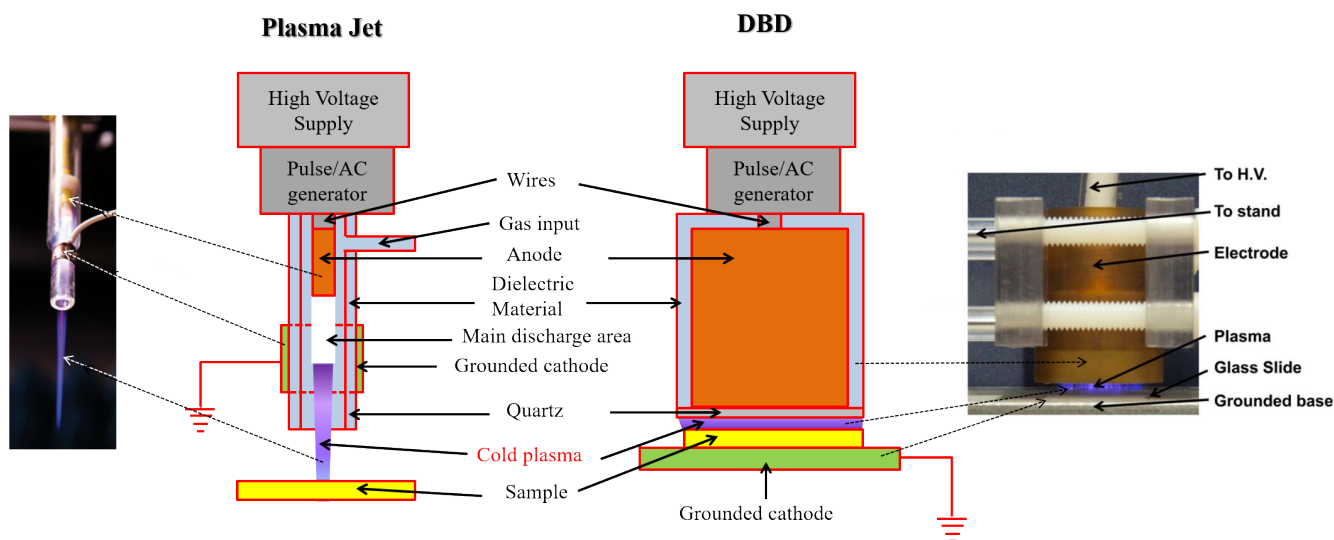 Plasma Jet
DBD
High Voltage
Supply
High Voltage
Supply
Pulse/AC
generator
Pulse/AC
generator
Wires
Gas input
Anode
Dielectric
Material
Main discharge area
Grounded cathode
Quartz
Cold plasma
Sample
Grounded cathode
To H.V.
To stand
Electrode
Plasma
Glass Slide
Grounded base